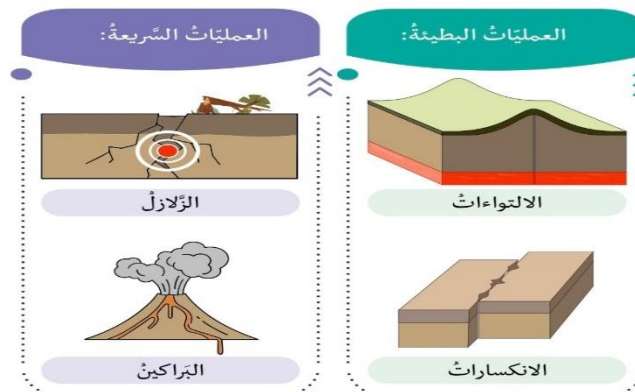 العمليّاتُ البطيئةُ:
الالتواءاتُ
الانكساراتُ
العمليّاتُ السَّريعةُ:
الزَّلازلُ
البَراكينُ